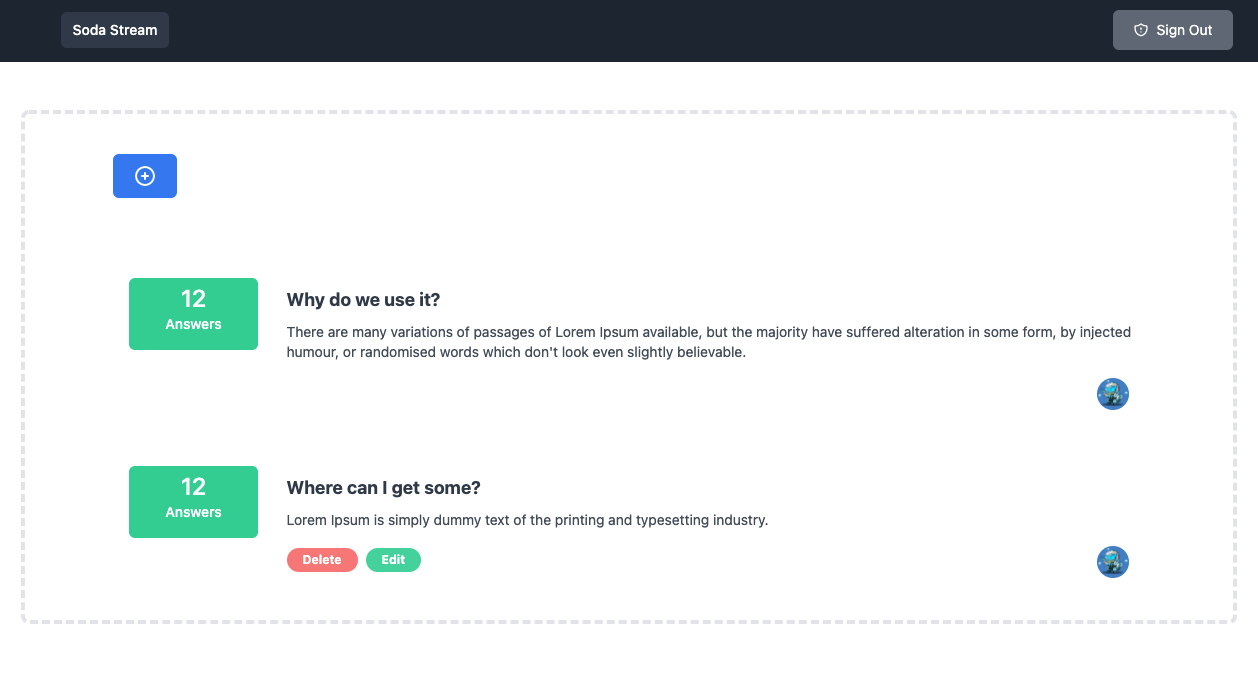 Soda Stream
Sign Out
12
Answers
Why do we use it?
There are many variations of passages of Lorem Ipsum available, but the majority have suffered alteration in some form, by injected
humour, or randomised words which don't look even slightly believable.
12
Answers
Where can I get some?
Lorem Ipsum is simply dummy text of the printing and typesetting industry.
Delete
Edit